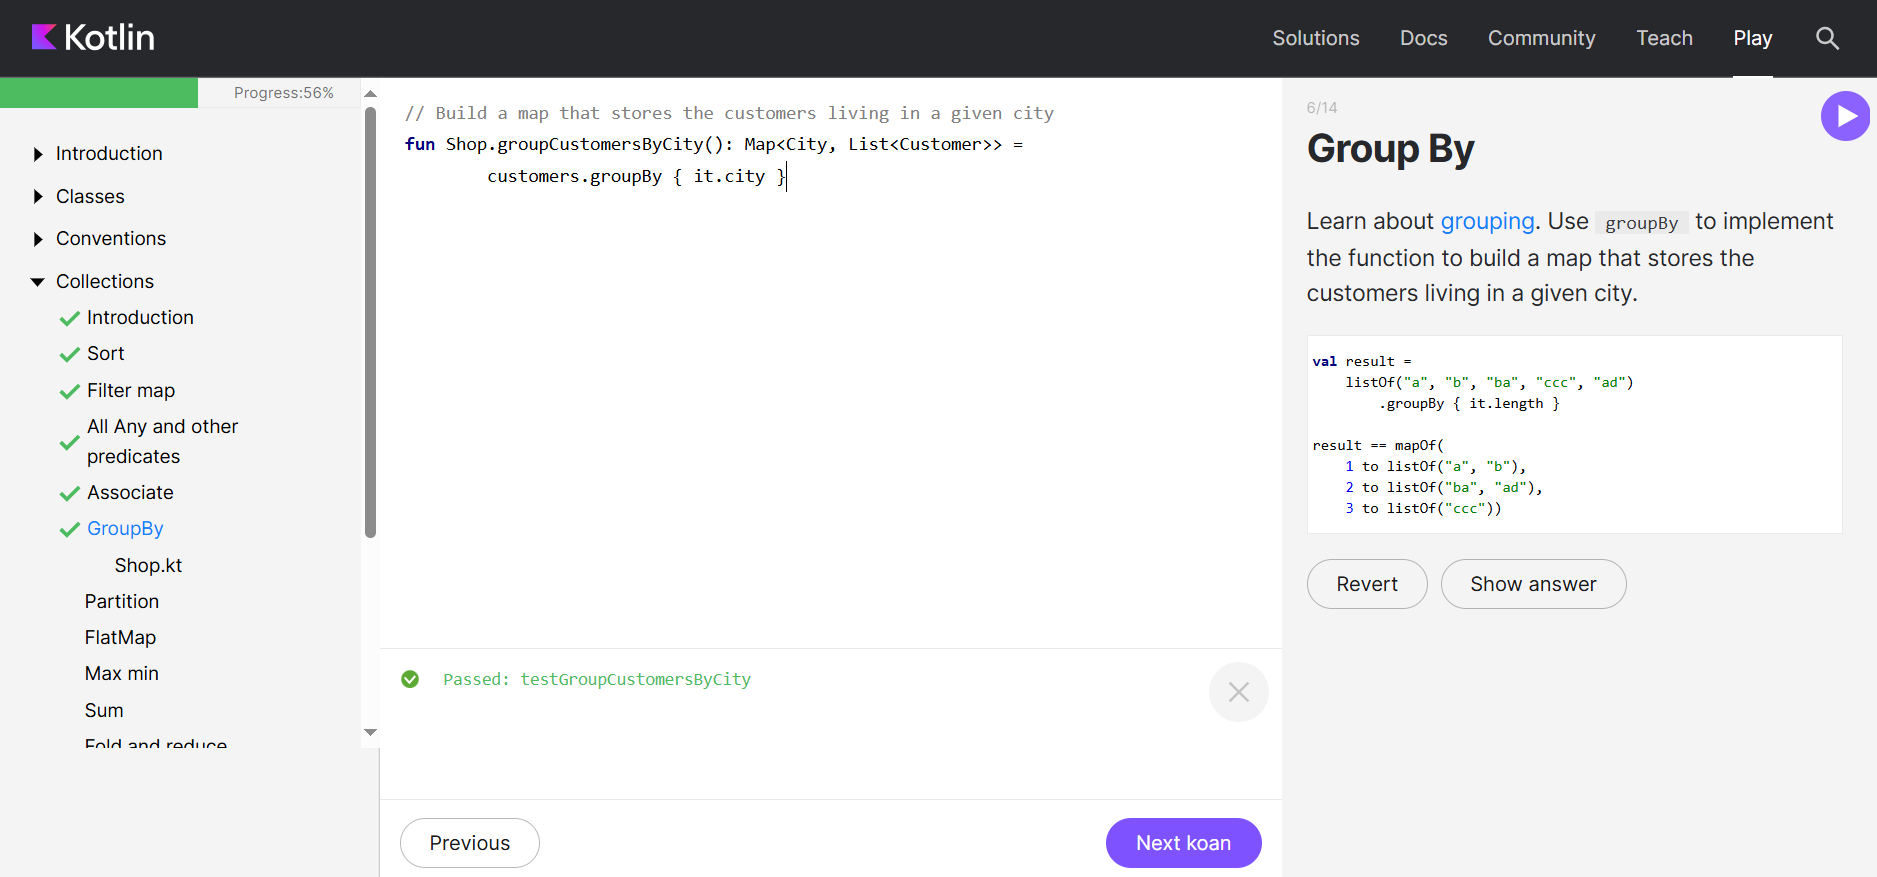 Kotlin
Solutions
Docs
Community
Teach
Play
Progress:56%
Introduction
Classes
Conventions
Collections
Introduction
Sort
Filter map
All Any and other
predicates
Associate
GroupBy
Shop.kt
Partition
FlatMap
Max min
Sum
Fold and reduce
// Build a map that stores the customers living in a given city
fun Shop.groupCustomersByCity(): Map<City, List<Customer>> =
        customers.groupBy { it.city }
Passed: testGroupCustomersByCity
Previous
Next koan
6/14
Group By
Learn about grouping. Use groupBy to implement
the function to build a map that stores the
customers living in a given city.
val result =
    listOf("a", "b", "ba", "ccc", "ad")
        .groupBy { it.length }
result == mapOf(
    1 to listOf("a", "b"),
    2 to listOf("ba", "ad"),
    3 to listOf("ccc"))
Revert
Show answer